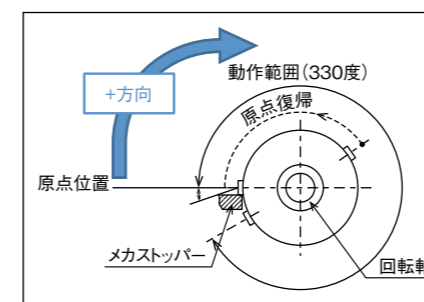 動作範囲（330度）
+方向
原点復帰
原点位置
メカストッパー
回転軸